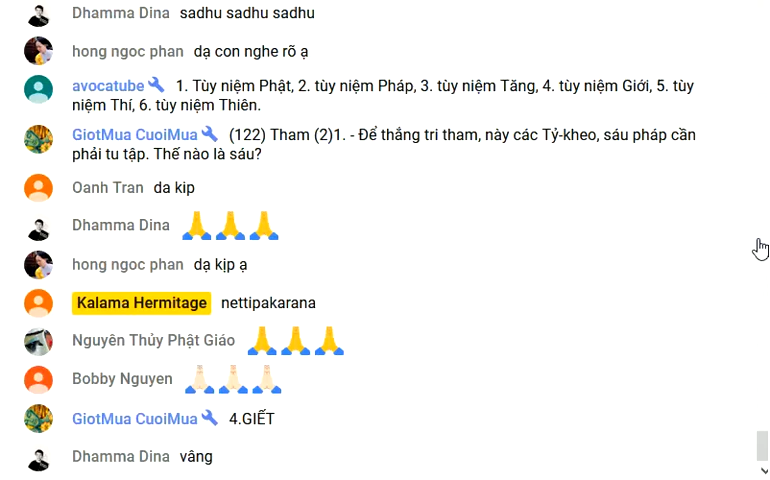 Dhamma Dina sadhu sadhu sadhu
hong ngoc phan dạ con nghe rõ ạ
avocatube 1. Tùy niệm Phật, 2. tùy niệm Pháp, 3. tùy niệm Tăng, 4. tùy niệm Giới, 5. tùy
niệm Thí, 6. tùy niệm Thiên.
GiotMua CuoiMua (122) Tham (2)1. - Để thắng tri tham, này các Tỷ-kheo, sáu pháp cần
phải tu tập. Thế nào là sáu?
Oanh Tran da kip
Dhamma Dina 🙏🙏🙏
hong ngoc phan dạ kịp ạ
Kalama Hermitage nettipakarana
Nguyên Thủy Phật Giáo 🙏🙏🙏
Bobby Nguyen 🙏🏻🙏🏻🙏🏻
GiotMua CuoiMua 4.GIẾT
Dhamma Dina vâng